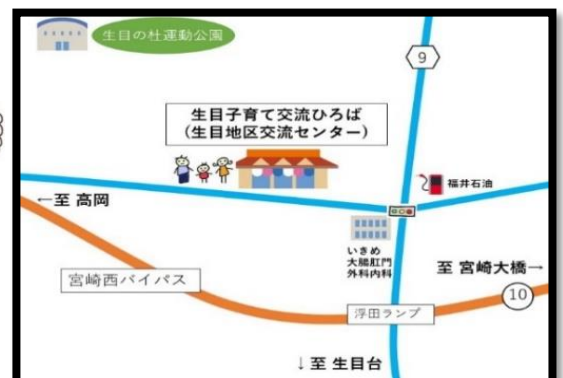 生目の杜運動公園
9
生目子育て交流ひろば
(生目地区交流センター)
福井石油
←至 高岡
いきめ
大腸肛門
外科内科
至 宮崎大橋→
宮崎西バイパス
10
浮田ランプ
↓至 生目台